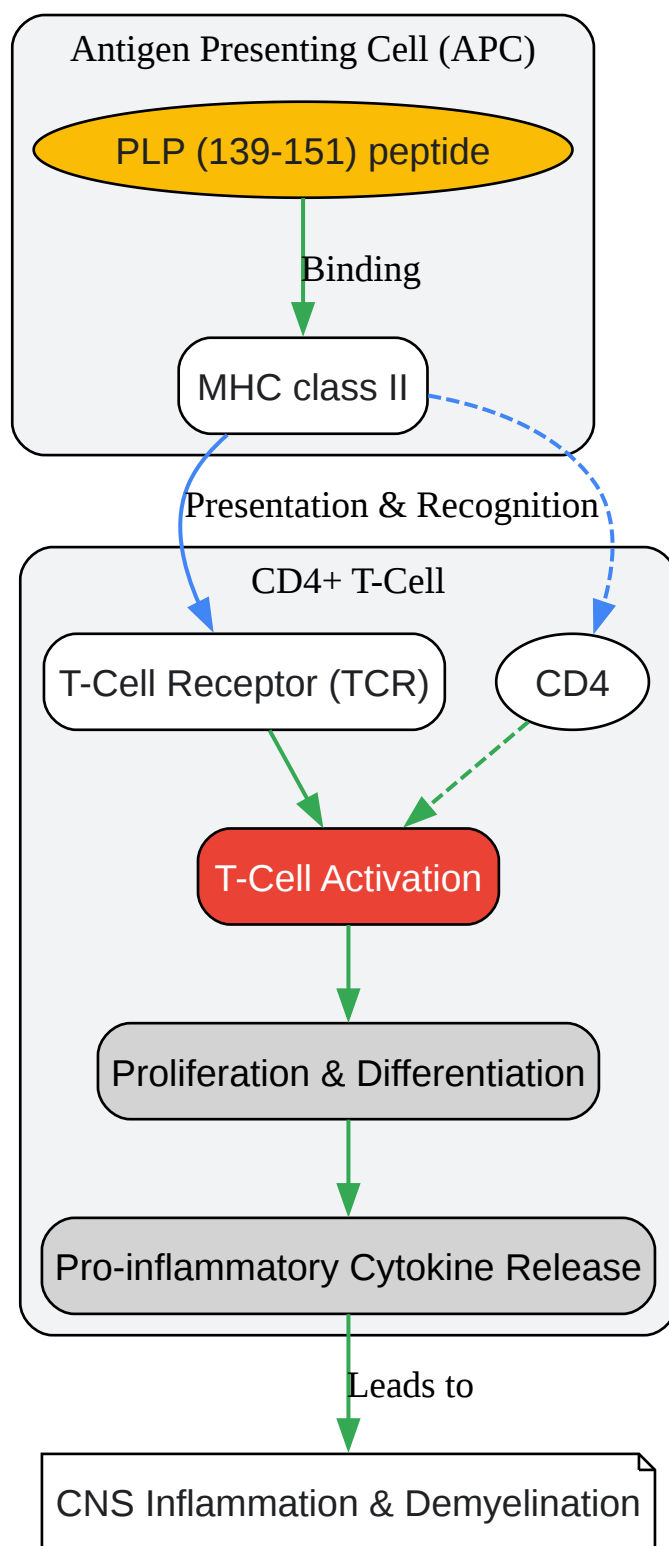 Antigen Presenting Cell (APC)
PLP (139-151) peptide
Binding
MHC class II
Presentation & Recognition
CD4+ T-Cell
T-Cell Receptor (TCR)
CD4
T-Cell Activation
Proliferation & Differentiation
Pro-inflammatory Cytokine Release
Leads to
CNS Inflammation & Demyelination